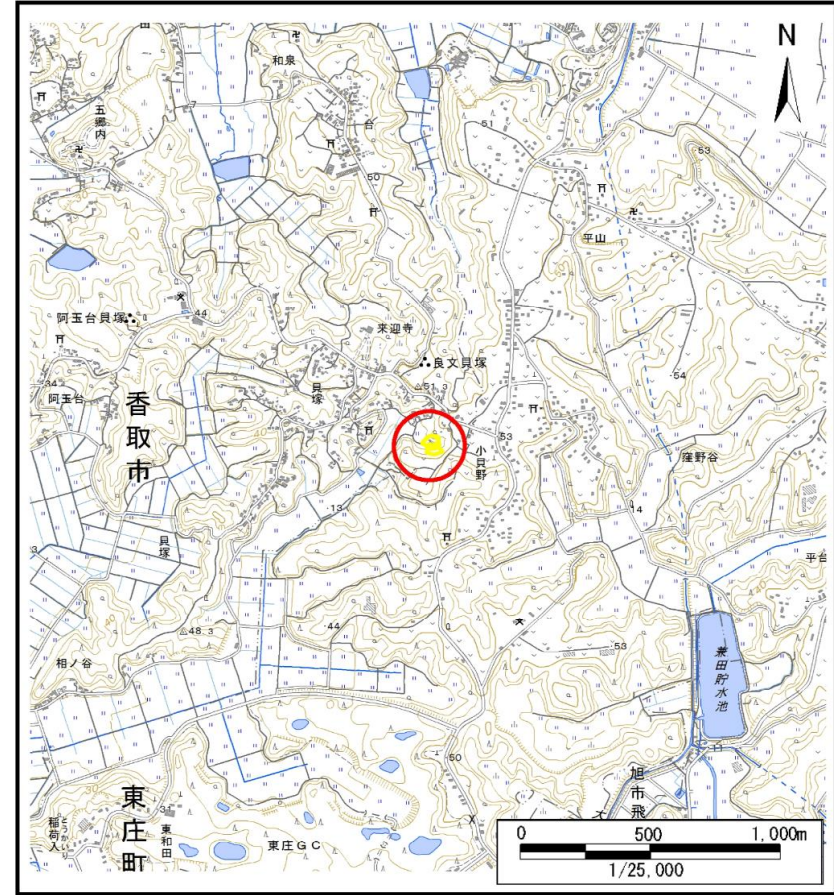 N
和泉
五郷内
台
51
53
50
平山
44
阿玉台貝塚
来迎寺
良文貝塚
51.3
54
34
阿玉台
貝塚
香取市
40
53
小貝野
窪野谷
13
14
貝塚
平台
44
48.3
53
相ノ谷
兼田貯水池
50
旭市飛
東庄町
31
稲荷入
東和田
東庄GC
0 500 1,000m
1/25,000